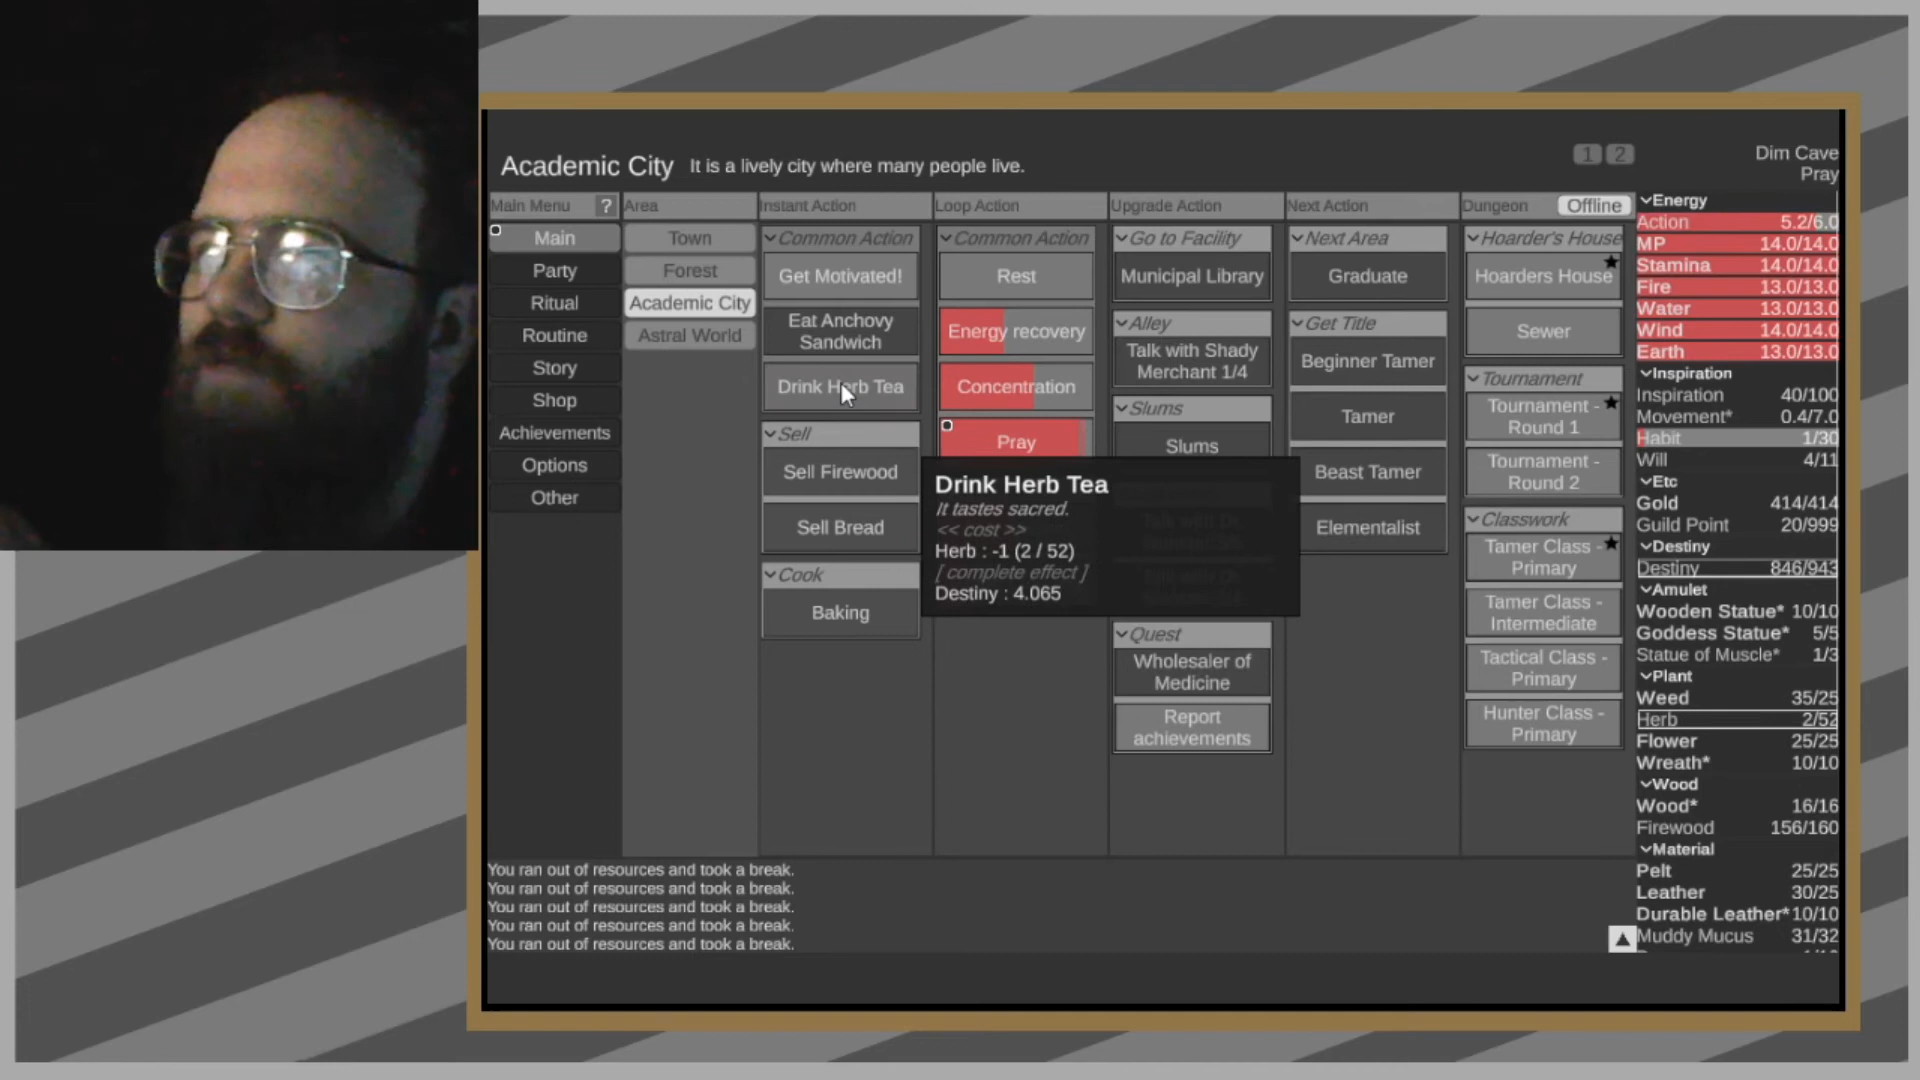 Academic City It is a lively city where many people live.
1 2
Dim Cave
Pray
Main Menu ?
Main
Party
Ritual
Routine
Story
Shop
Achievements
Options
Other
Area
Town
Forest
Academic City
Astral World
Instant Action
Common Action
Get Motivated!
Eat Anchovy
Sandwich
Drink Herb Tea
Sell
Sell Firewood
Sell Bread
Cook
Baking
Loop Action
Common Action
Rest
Energy recovery
Concentration
Pray
Drink Herb Tea
It tastes sacred.
<< cost >>
Herb : -1 (2 / 52)
[ complete effect ]
Destiny : 4.065
Upgrade Action
Go to Facility
Municipal Library
Alley
Talk with Shady
Merchant 1/4
Slums
Slums
Quest
Wholesaler of
Medicine
Report
achievements
Next Action
Next Area
Graduate
Get Title
Beginner Tamer
Tamer
Beast Tamer
Elementalist
Dungeon Offline
Hoarder's House
Hoarders House
Sewer
Tournament
Tournament -
Round 1
Tournament -
Round 2
Classwork
Tamer Class -
Primary
Tamer Class -
Intermediate
Tactical Class -
Primary
Hunter Class -
Primary
Energy
Action 5.2/6.0
MP 14.0/14.0
Stamina 14.0/14.0
Fire 13.0/13.0
Water 13.0/13.0
Wind 14.0/14.0
Earth 13.0/13.0
Inspiration
Inspiration 40/100
Movement* 0.4/7.0
Habit 1/30
Will 4/11
Etc
Gold 414/414
Guild Point 20/999
Destiny
Destiny 846/943
Amulet
Wooden Statue* 10/10
Goddess Statue* 5/5
Statue of Muscle* 1/3
Plant
Weed 35/25
Herb 2/52
Flower 25/25
Wreath* 10/10
Wood
Wood* 16/16
Firewood 156/160
Material
Pelt 25/25
Leather 30/25
Durable Leather* 10/10
Muddy Mucus 31/32
You ran out of resources and took a break.
You ran out of resources and took a break.
You ran out of resources and took a break.
You ran out of resources and took a break.
You ran out of resources and took a break.